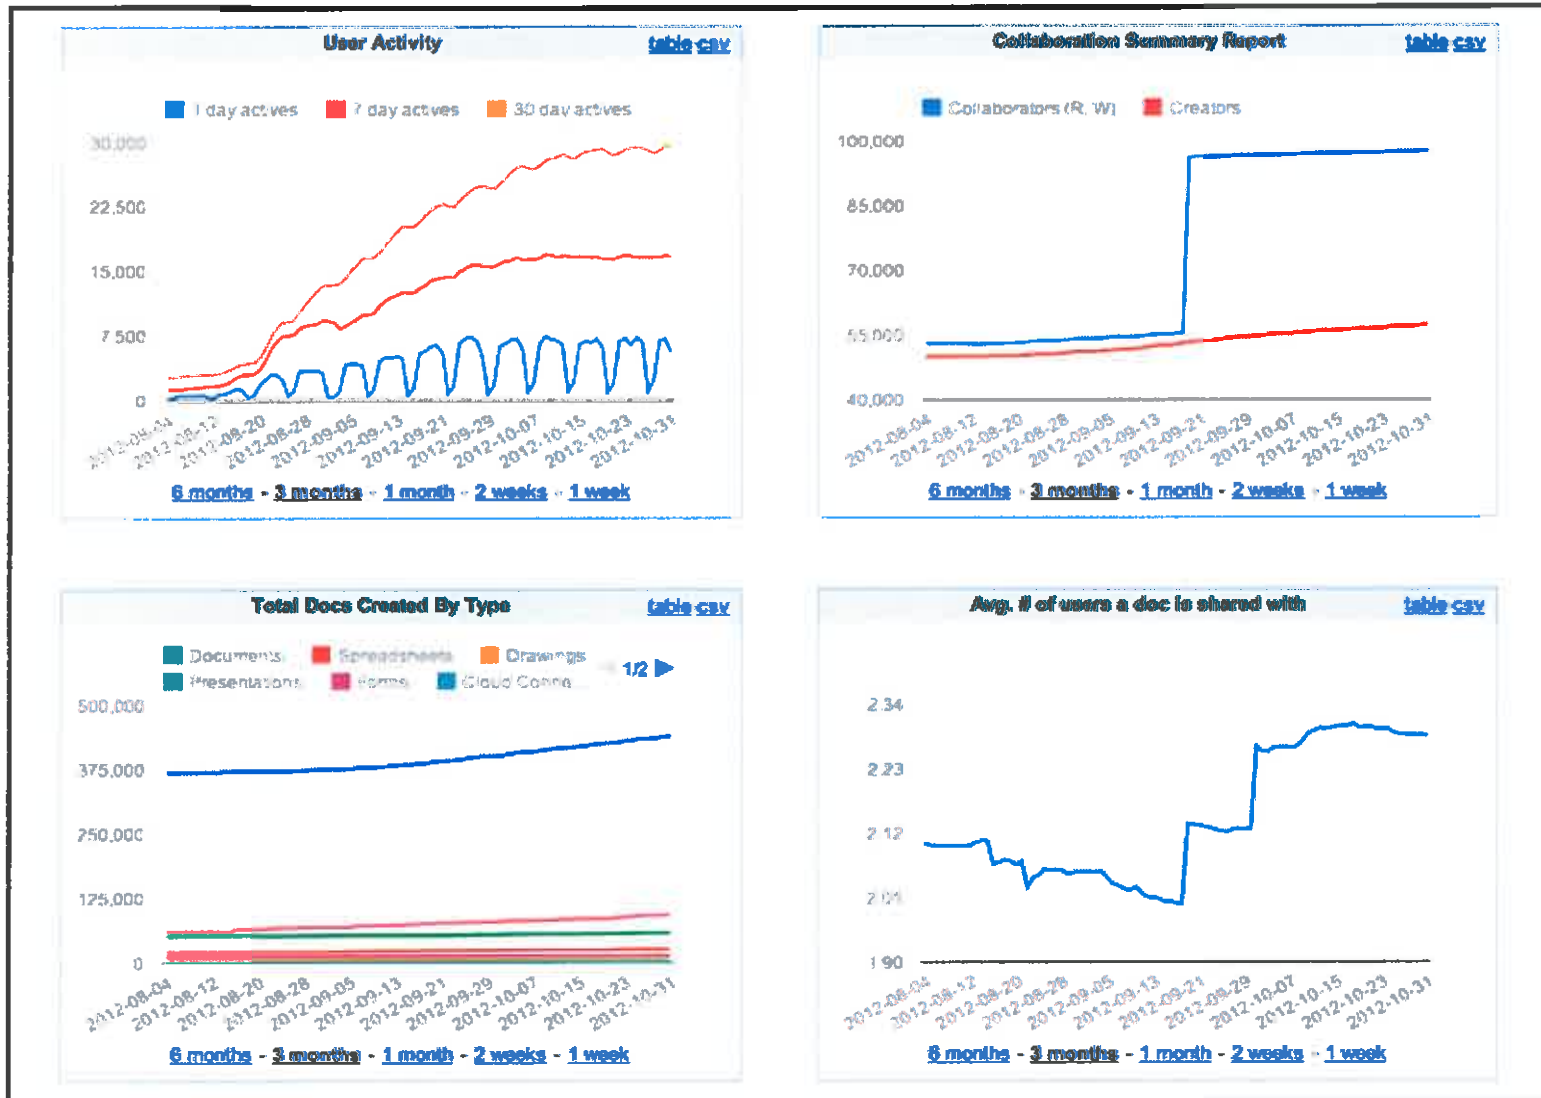 User Activity table csv
1 day actives 7 day actives 30 day actives
30,000
22,500
15,000
7,500
0
2012-08-04 2012-08-12 2012-08-20 2012-08-28 2012-09-05 2012-09-13 2012-09-21 2012-09-29 2012-10-07 2012-10-15 2012-10-23 2012-10-31
6 months - 3 months - 1 month - 2 weeks - 1 week
Collaboration Summary Report table csv
Collaborators (R, W) Creators
100,000
85,000
70,000
55,000
40,000
2012-08-04 2012-08-12 2012-08-20 2012-08-28 2012-09-05 2012-09-13 2012-09-21 2012-09-29 2012-10-07 2012-10-15 2012-10-23 2012-10-31
6 months - 3 months - 1 month - 2 weeks - 1 week
Total Docs Created By Type table csv
Documents Spreadsheets Drawings
Presentations Forms Cloud Conne... 1/2
500,000
375,000
250,000
125,000
0
2012-08-04 2012-08-12 2012-08-20 2012-08-28 2012-09-05 2012-09-13 2012-09-21 2012-09-29 2012-10-07 2012-10-15 2012-10-23 2012-10-31
6 months - 3 months - 1 month - 2 weeks - 1 week
Avg. # of users a doc is shared with table csv
2.34
2.23
2.12
2.01
1.90
2012-08-04 2012-08-12 2012-08-20 2012-08-28 2012-09-05 2012-09-13 2012-09-21 2012-09-29 2012-10-07 2012-10-15 2012-10-23 2012-10-31
6 months - 3 months - 1 month - 2 weeks - 1 week